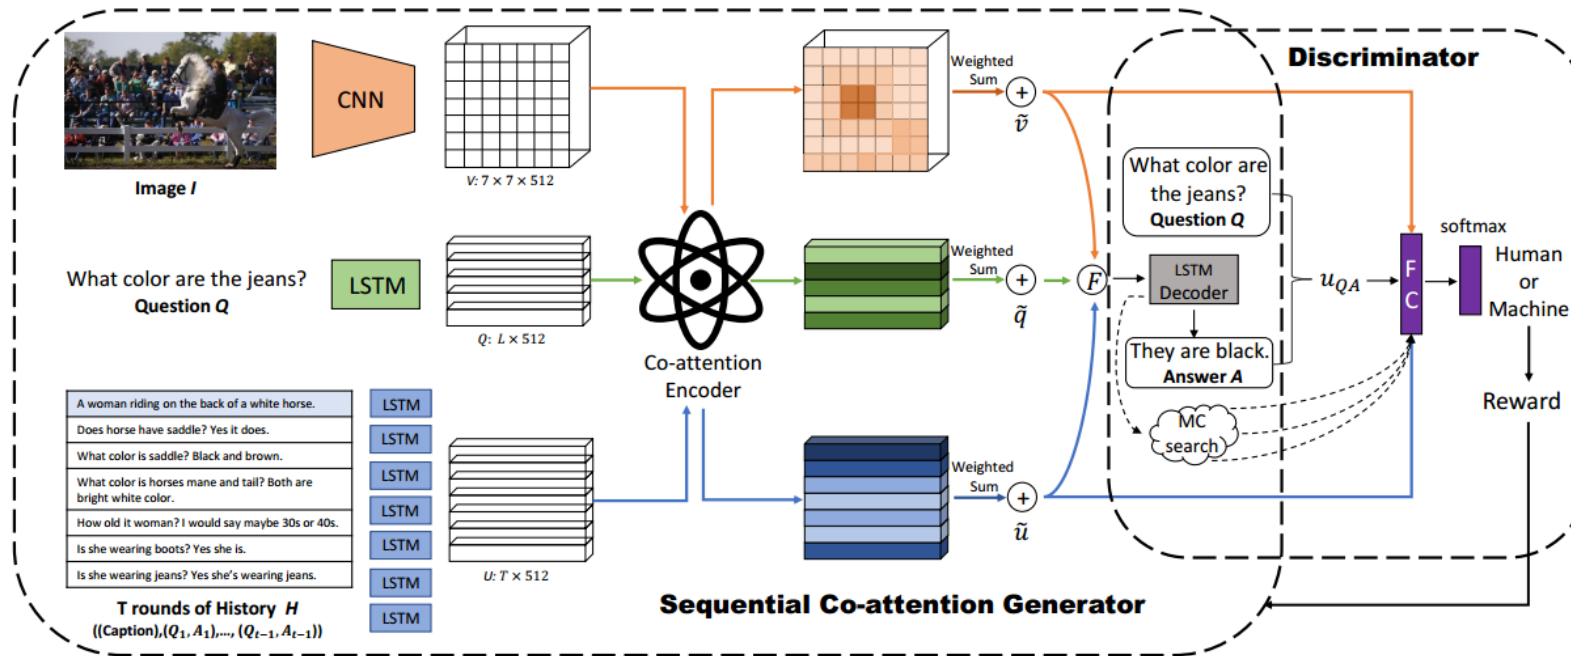 Image I
CNN
V: 7 × 7 × 512
Weighted
Sum
+
ṽ
Discriminator
What color are the jeans?
Question Q
LSTM
Q: L × 512
Co-attention
Encoder
Weighted
Sum
+
q̃
F
LSTM
Decoder
What color are
the jeans?
Question Q
They are black.
Answer A
MC
search
u_QA
F
C
softmax
Human
or
Machine
Reward
A woman riding on the back of a white horse.
Does horse have saddle? Yes it does.
What color is saddle? Black and brown.
What color is horses mane and tail? Both are
bright white color.
How old it woman? I would say maybe 30s or 40s.
Is she wearing boots? Yes she is.
Is she wearing jeans? Yes she's wearing jeans.
LSTM
LSTM
LSTM
LSTM
LSTM
LSTM
LSTM
T rounds of History H
((Caption),(Q₁, A₁),..., (Qₜ₋₁, Aₜ₋₁))
U: T × 512
Weighted
Sum
+
ũ
Sequential Co-attention Generator